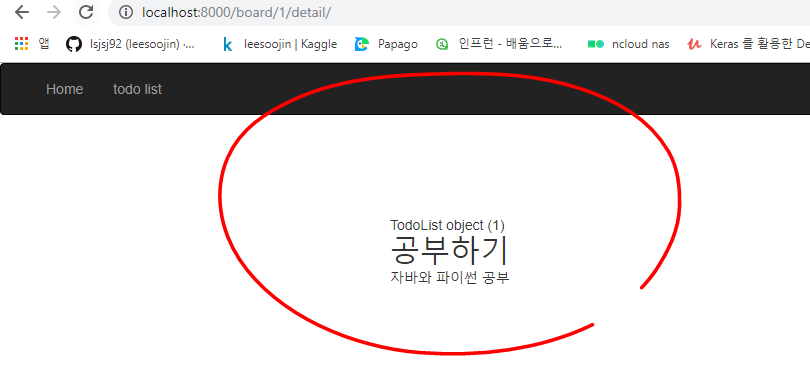 localhost:8000/board/1/detail/
앱 lsjsj92 (leesoojin) ·... leesoojin | Kaggle Papago 인프런 - 배움으로... ncloud nas Keras 를 활용한 De
Home todo list
TodoList object (1)
공부하기
자바와 파이썬 공부